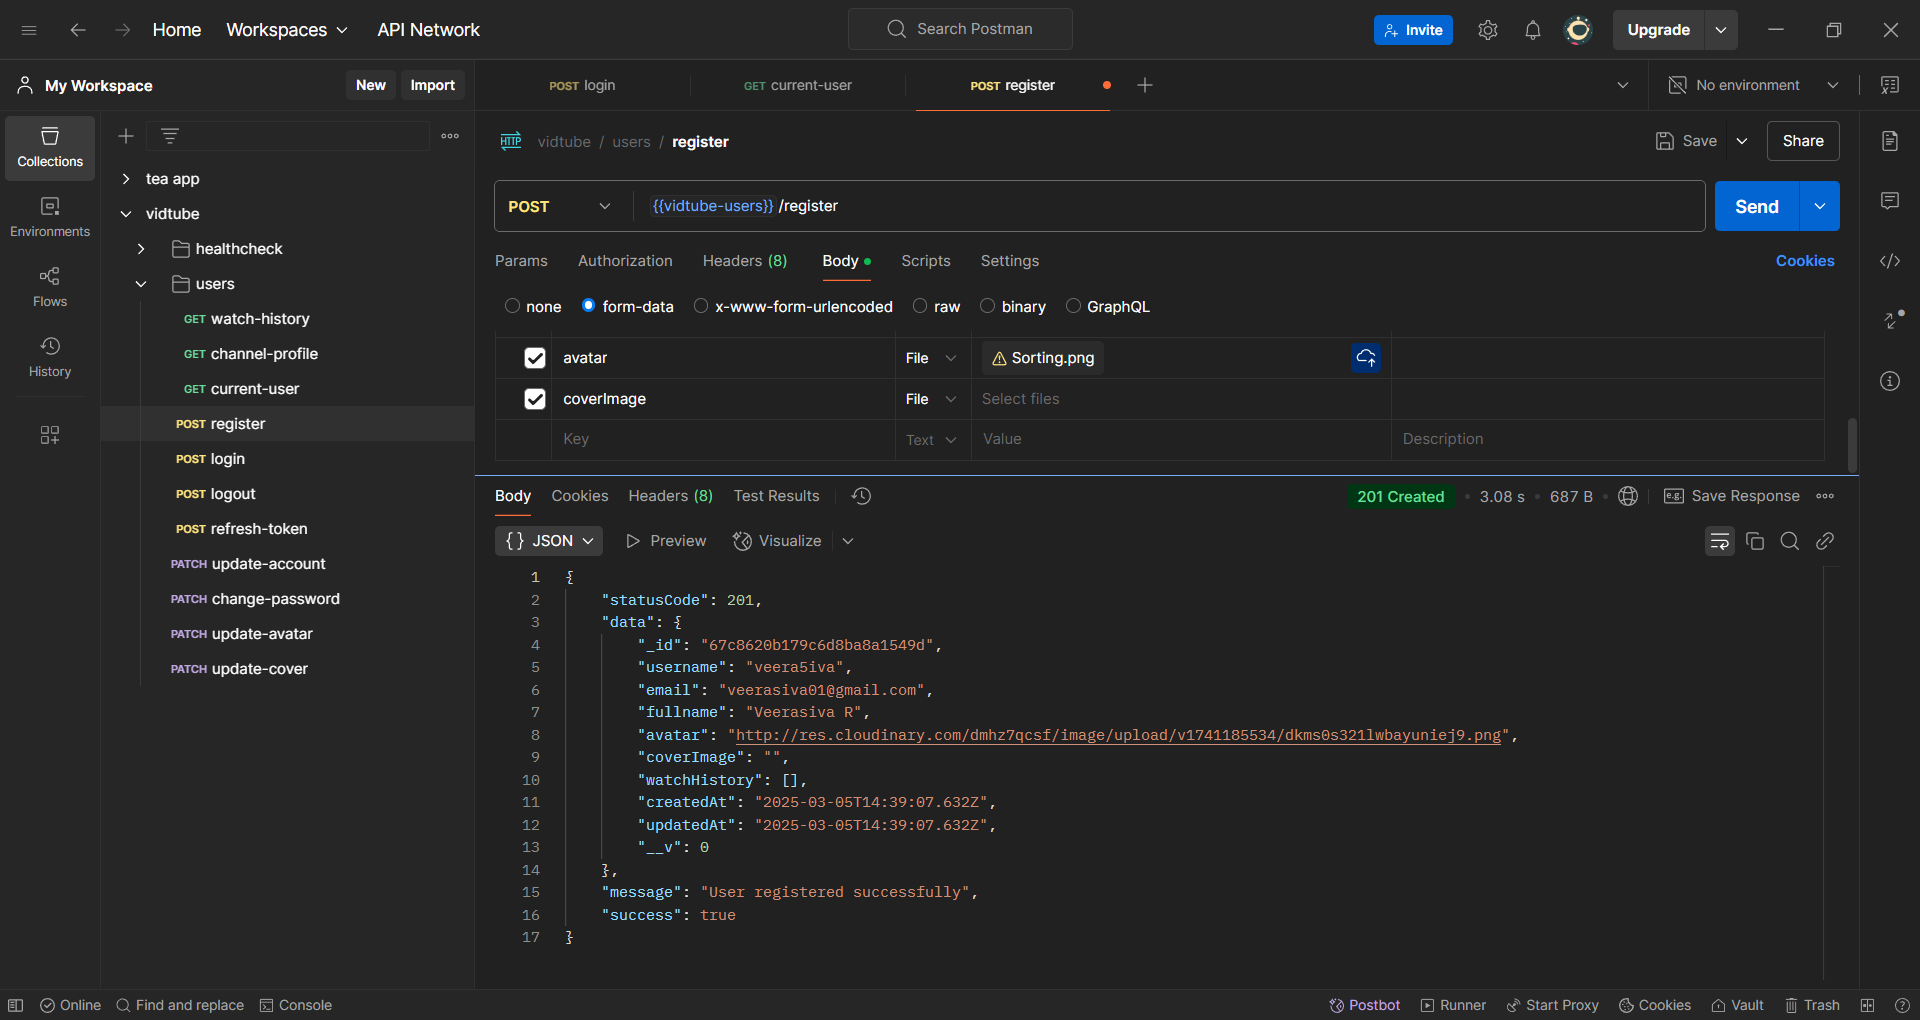 Home Workspaces API Network Search Postman Invite Upgrade
My Workspace New Import POST login GET current-user POST register No environment
Collections
Environments
Flows
History
tea app
vidtube
healthcheck
users
GET watch-history
GET channel-profile
GET current-user
POST register
POST login
POST logout
POST refresh-token
PATCH update-account
PATCH change-password
PATCH update-avatar
PATCH update-cover
HTTP vidtube / users / register Save Share
POST {{vidtube-users}} /register Send
Params Authorization Headers (8) Body Scripts Settings Cookies
none form-data x-www-form-urlencoded raw binary GraphQL
avatar File Sorting.png
coverImage File Select files
Key Text Value Description
Body Cookies Headers (8) Test Results 201 Created 3.08 s 687 B e.g. Save Response
{} JSON Preview Visualize
1 {
2 "statusCode": 201,
3 "data": {
4 "_id": "67c8620b179c6d8ba8a1549d",
5 "username": "veera5iva",
6 "email": "veerasiva01@gmail.com",
7 "fullname": "Veerasiva R",
8 "avatar": "http://res.cloudinary.com/dmhz7qcsf/image/upload/v1741185534/dkms0s321lwbayuniej9.png",
9 "coverImage": "",
10 "watchHistory": [],
11 "createdAt": "2025-03-05T14:39:07.632Z",
12 "updatedAt": "2025-03-05T14:39:07.632Z",
13 "__v": 0
14 },
15 "message": "User registered successfully",
16 "success": true
17 }
Online Find and replace Console Postbot Runner Start Proxy Cookies Vault Trash